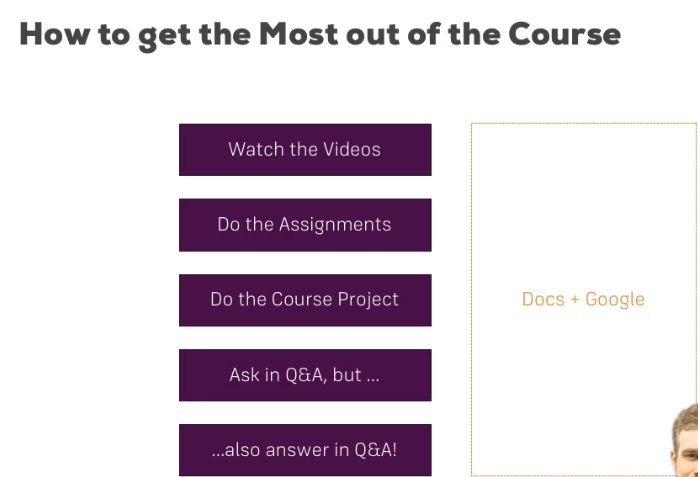 How to get the Most out of the Course
Watch the Videos
Do the Assignments
Do the Course Project
Ask in Q&A, but ...
...also answer in Q&A!
Docs + Google